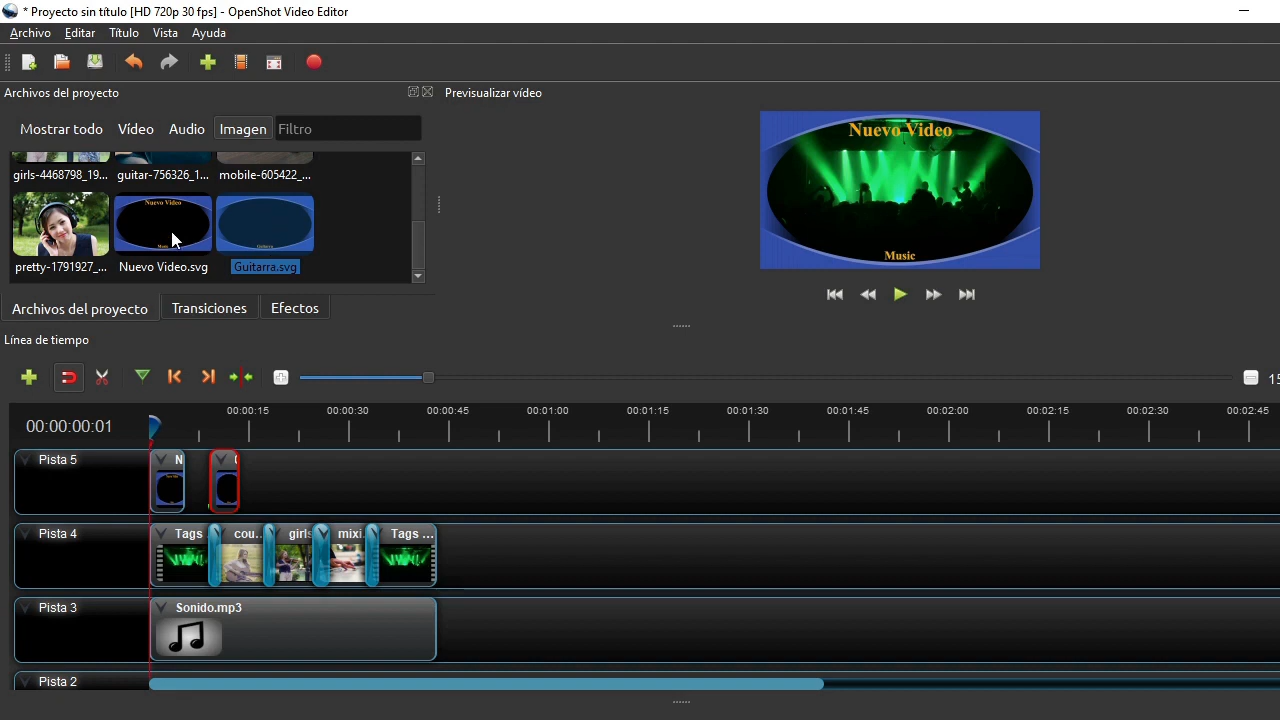 * Proyecto sin título [HD 720p 30 fps] - OpenShot Video Editor
Archivo Editar Título Vista Ayuda
Archivos del proyecto
Previsualizar vídeo
Mostrar todo Vídeo Audio Imagen Filtro
girls-4468798_19... guitar-756326_1... mobile-605422_...
Nuevo Video
Music
Guitarra
pretty-1791927_... Nuevo Video.svg Guitarra.svg
Nuevo Video
Music
Archivos del proyecto Transiciones Efectos
Línea de tiempo
15
00:00:00:01
00:00:15 00:00:30 00:00:45 00:01:00 00:01:15 00:01:30 00:01:45 00:02:00 00:02:15 00:02:30 00:02:45
Pista 5 N
Pista 4 Tags cou... girls mixi Tags ...
Pista 3 Sonido.mp3
Pista 2